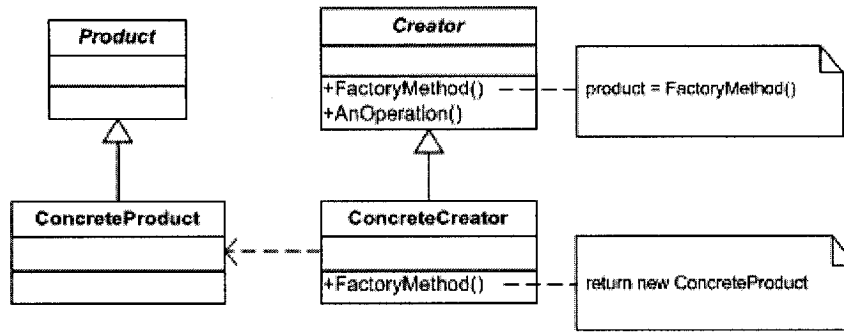 Product
Creator
+FactoryMethod()
+AnOperation()
product = FactoryMethod()
ConcreteProduct
ConcreteCreator
+FactoryMethod()
return new ConcreteProduct